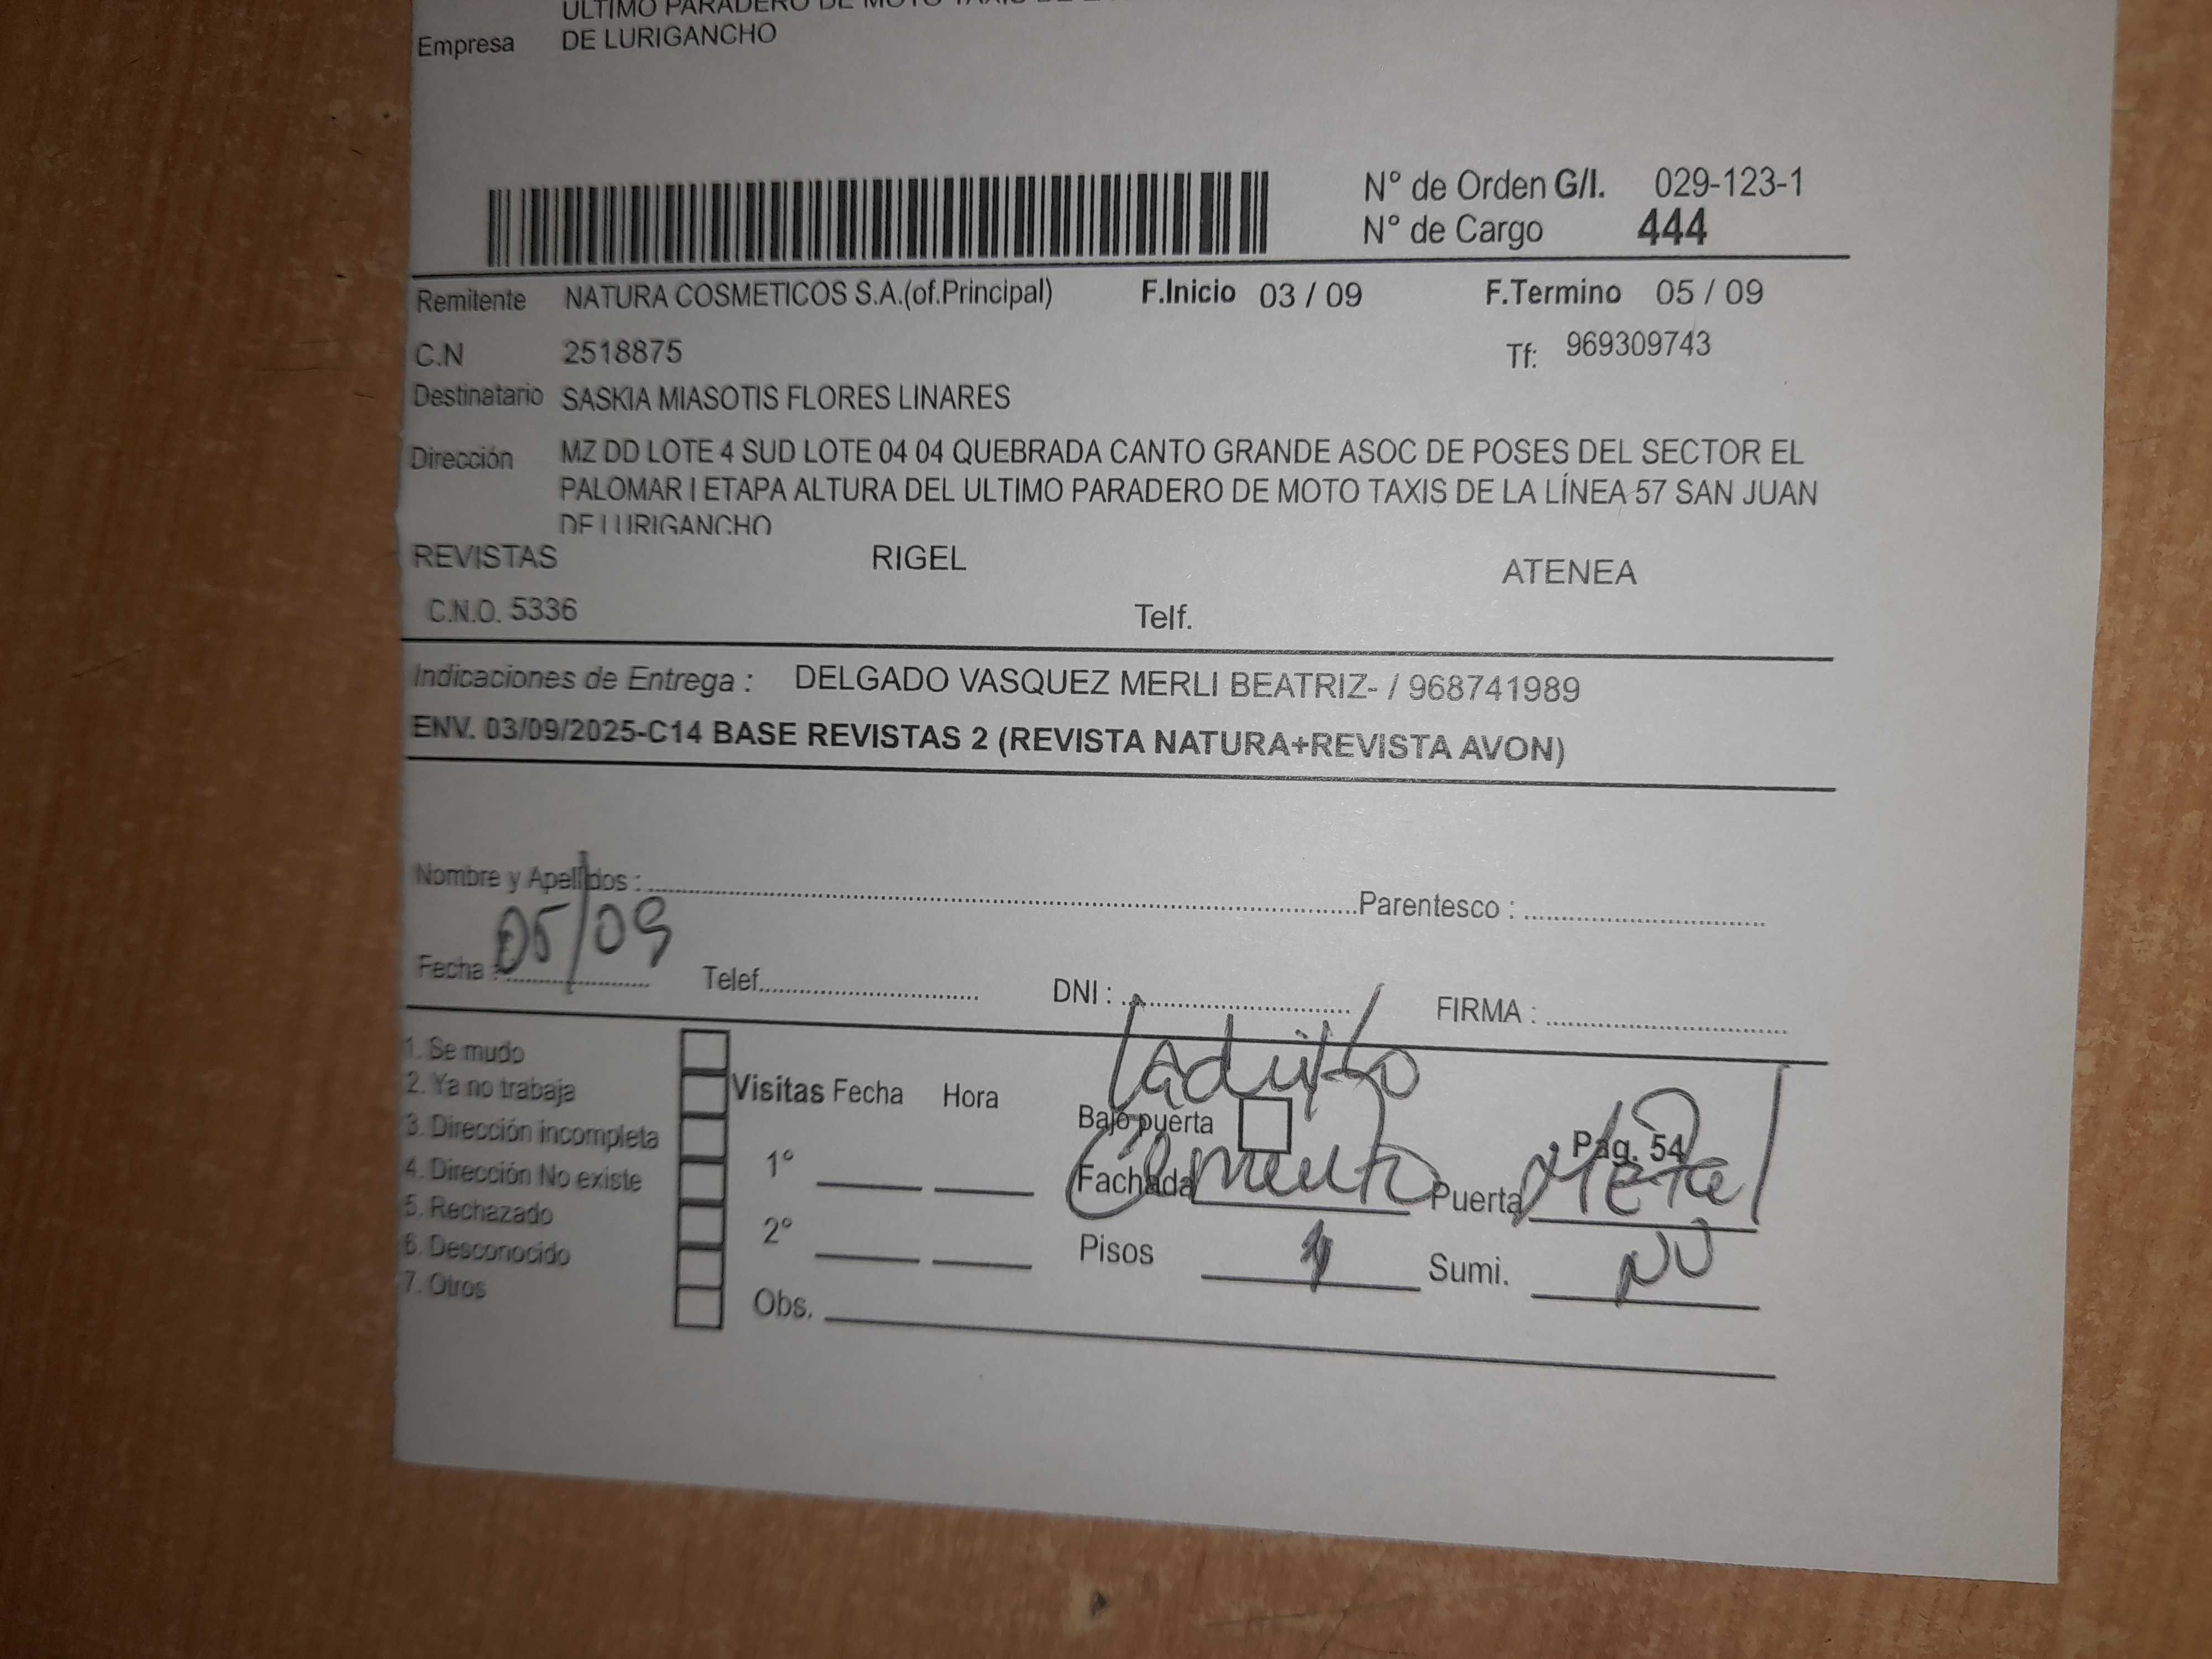 ULTIMO PARADERO DE MOTO TAXIS DE
Empresa DE LURIGANCHO
N° de Orden G/I. 029-123-1
N° de Cargo 444
Remitente NATURA COSMETICOS S.A.(of.Principal) F.Inicio 03 / 09 F.Termino 05 / 09
C.N 2518875 Tf: 969309743
Destinatario SASKIA MIASOTIS FLORES LINARES
Dirección MZ DD LOTE 4 SUD LOTE 04 04 QUEBRADA CANTO GRANDE ASOC DE POSES DEL SECTOR EL
PALOMAR I ETAPA ALTURA DEL ULTIMO PARADERO DE MOTO TAXIS DE LA LÍNEA 57 SAN JUAN
DE LURIGANCHO
REVISTAS RIGEL ATENEA
C.N.O. 5336 Telf.
Indicaciones de Entrega : DELGADO VASQUEZ MERLI BEATRIZ- / 968741989
ENV. 03/09/2025-C14 BASE REVISTAS 2 (REVISTA NATURA+REVISTA AVON)
Nombre y Apellidos : Parentesco :
Fecha : 05/09 Telef. DNI : FIRMA :
1. Se mudo
2. Ya no trabaja
3. Dirección incompleta
4. Dirección No existe
5. Rechazado
6. Desconocido
7. Otros
Visitas Fecha Hora
1°
2°
Obs.
Ladrillo
Bajo puerta
Pag. 54
Fachada Cemento Puerta Metal
Pisos 1 Sumi. NO